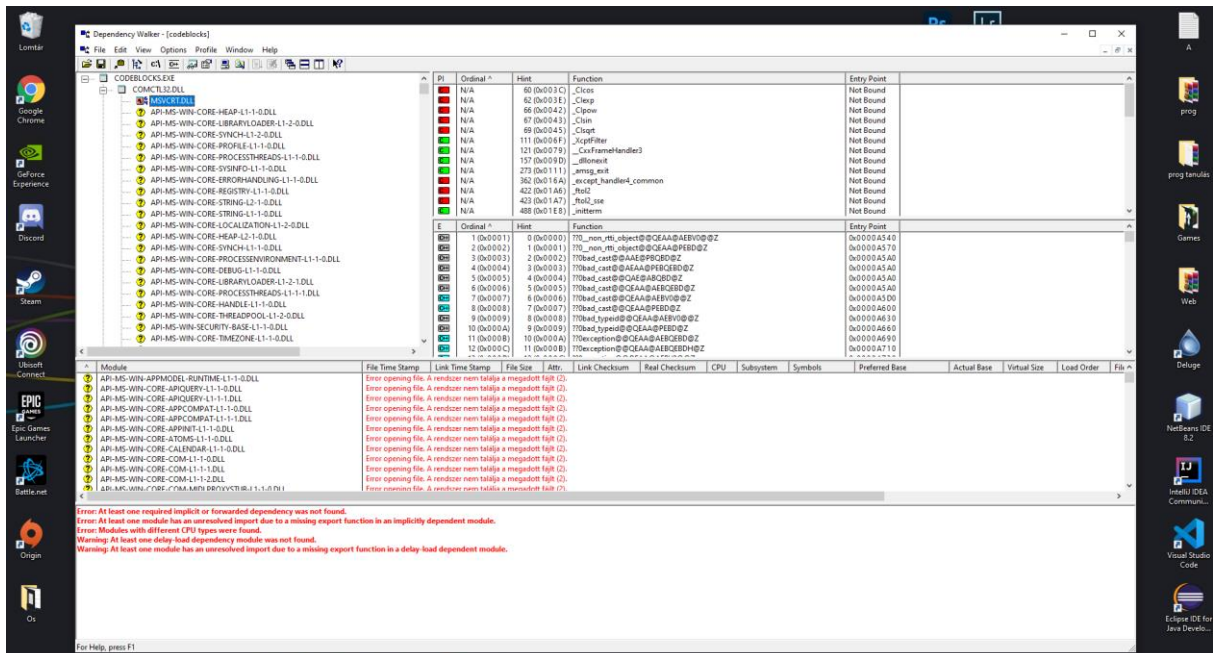 Lomtár
Google
Chrome
GeForce
Experience
Discord
Steam
Ubisoft
Connect
EPIC
GAMES
Epic Games
Launcher
Battle.net
Origin
Os
Ps
Lr
Dependency Walker - [codeblocks]
File Edit View Options Profile Window Help
CODEBLOCKS.EXE
COMCTL32.DLL
MSVCRT.DLL
API-MS-WIN-CORE-HEAP-L1-1-0.DLL
API-MS-WIN-CORE-LIBRARYLOADER-L1-2-0.DLL
API-MS-WIN-CORE-SYNCH-L1-2-0.DLL
API-MS-WIN-CORE-PROFILE-L1-1-0.DLL
API-MS-WIN-CORE-PROCESSTHREADS-L1-1-0.DLL
API-MS-WIN-CORE-SYSINFO-L1-1-0.DLL
API-MS-WIN-CORE-ERRORHANDLING-L1-1-0.DLL
API-MS-WIN-CORE-REGISTRY-L1-1-0.DLL
API-MS-WIN-CORE-STRING-L2-1-0.DLL
API-MS-WIN-CORE-STRING-L1-1-0.DLL
API-MS-WIN-CORE-LOCALIZATION-L1-2-0.DLL
API-MS-WIN-CORE-HEAP-L2-1-0.DLL
API-MS-WIN-CORE-SYNCH-L1-1-0.DLL
API-MS-WIN-CORE-PROCESSENVIRONMENT-L1-1-0.DLL
API-MS-WIN-CORE-DEBUG-L1-1-0.DLL
API-MS-WIN-CORE-LIBRARYLOADER-L1-2-1.DLL
API-MS-WIN-CORE-PROCESSTHREADS-L1-1-1.DLL
API-MS-WIN-CORE-HANDLE-L1-1-0.DLL
API-MS-WIN-CORE-THREADPOOL-L1-2-0.DLL
API-MS-WIN-SECURITY-BASE-L1-1-0.DLL
API-MS-WIN-CORE-TIMEZONE-L1-1-0.DLL
PI Ordinal ^ Hint Function Entry Point
N/A 60 (0x003C) _CIcos Not Bound
N/A 62 (0x003E) _CIexp Not Bound
N/A 66 (0x0042) _CIpow Not Bound
N/A 67 (0x0043) _CIsin Not Bound
N/A 69 (0x0045) _CIsqrt Not Bound
N/A 111 (0x006F) _XcptFilter Not Bound
N/A 121 (0x0079) __CxxFrameHandler3 Not Bound
N/A 157 (0x009D) __dllonexit Not Bound
N/A 273 (0x0111) _amsg_exit Not Bound
N/A 362 (0x016A) _except_handler4_common Not Bound
N/A 422 (0x01A6) _ftol2 Not Bound
N/A 423 (0x01A7) _ftol2_sse Not Bound
N/A 488 (0x01E8) _initterm Not Bound
E Ordinal ^ Hint Function Entry Point
1 (0x0001) 0 (0x0000) ??0__non_rtti_object@@QEAA@AEBV0@@Z 0x0000A540
2 (0x0002) 1 (0x0001) ??0__non_rtti_object@@QEAA@PEBD@Z 0x0000A570
3 (0x0003) 2 (0x0002) ??0bad_cast@@AAE@PBQBD@Z 0x0000A5A0
4 (0x0004) 3 (0x0003) ??0bad_cast@@AEAA@PEBQEBD@Z 0x0000A5A0
5 (0x0005) 4 (0x0004) ??0bad_cast@@QAE@ABQBD@Z 0x0000A5A0
6 (0x0006) 5 (0x0005) ??0bad_cast@@QEAA@AEBQEBD@Z 0x0000A5A0
7 (0x0007) 6 (0x0006) ??0bad_cast@@QEAA@AEBV0@@Z 0x0000A5D0
8 (0x0008) 7 (0x0007) ??0bad_cast@@QEAA@PEBD@Z 0x0000A600
9 (0x0009) 8 (0x0008) ??0bad_typeid@@QEAA@AEBV0@@Z 0x0000A630
10 (0x000A) 9 (0x0009) ??0bad_typeid@@QEAA@PEBD@Z 0x0000A660
11 (0x000B) 10 (0x000A) ??0exception@@QEAA@AEBQEBD@Z 0x0000A690
12 (0x000C) 11 (0x000B) ??0exception@@QEAA@AEBQEBDH@Z 0x0000A710
^ Module File Time Stamp Link Time Stamp File Size Attr. Link Checksum Real Checksum CPU Subsystem Symbols Preferred Base Actual Base Virtual Size Load Order
API-MS-WIN-APPMODEL-RUNTIME-L1-1-0.DLL Error opening file. A rendszer nem találja a megadott fájlt (2).
API-MS-WIN-CORE-APIQUERY-L1-1-0.DLL Error opening file. A rendszer nem találja a megadott fájlt (2).
API-MS-WIN-CORE-APIQUERY-L1-1-1.DLL Error opening file. A rendszer nem találja a megadott fájlt (2).
API-MS-WIN-CORE-APPCOMPAT-L1-1-0.DLL Error opening file. A rendszer nem találja a megadott fájlt (2).
API-MS-WIN-CORE-APPCOMPAT-L1-1-1.DLL Error opening file. A rendszer nem találja a megadott fájlt (2).
API-MS-WIN-CORE-APPINIT-L1-1-0.DLL Error opening file. A rendszer nem találja a megadott fájlt (2).
API-MS-WIN-CORE-ATOMS-L1-1-0.DLL Error opening file. A rendszer nem találja a megadott fájlt (2).
API-MS-WIN-CORE-CALENDAR-L1-1-0.DLL Error opening file. A rendszer nem találja a megadott fájlt (2).
API-MS-WIN-CORE-COM-L1-1-0.DLL Error opening file. A rendszer nem találja a megadott fájlt (2).
API-MS-WIN-CORE-COM-L1-1-1.DLL Error opening file. A rendszer nem találja a megadott fájlt (2).
API-MS-WIN-CORE-COM-L1-1-2.DLL Error opening file. A rendszer nem találja a megadott fájlt (2).
API-MS-WIN-CORE-COM-MIDLPROXYSTUB-L1-1-0.DLL Error opening file. A rendszer nem találja a megadott fájlt (2).
Error: At least one required implicit or forwarded dependency was not found.
Error: At least one module has an unresolved import due to a missing export function in an implicitly dependent module.
Error: Modules with different CPU types were found.
Warning: At least one delay-load dependency module was not found.
Warning: At least one module has an unresolved import due to a missing export function in a delay-load dependent module.
For Help, press F1
A
prog
prog tanulás
Games
Web
Deluge
NetBeans IDE
8.2
IntelliJ IDEA
Communi...
Visual Studio
Code
Eclipse IDE for
Java Develo...